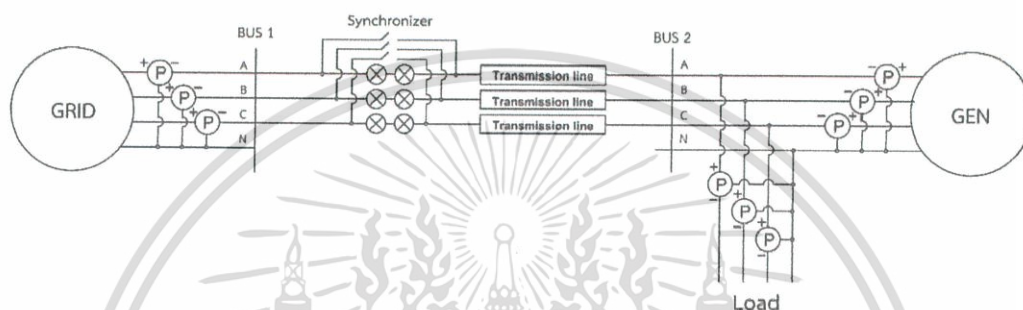 Synchronizer
BUS 1
BUS 2
A
A
+ P -
Transmission line
- P +
B
B
+ P -
Transmission line
- P +
GRID
GEN
C
C
+ P -
Transmission line
- P +
N
N
+ P -
+ P -
+ P -
Load